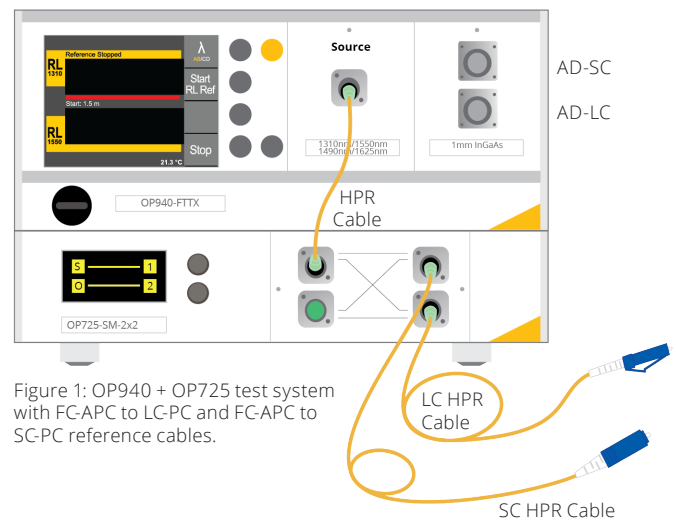 Reference Stopped
RL
1310
Start: 1.5 m
RL
1550
21.3 °C
λ
AB/CD
Start
RL Ref
Stop
Source
1310nm/1550nm
1490nm/1625nm
1mm InGaAs
AD-SC
AD-LC
OP940-FTTX
HPR
Cable
S 1
O 2
OP725-SM-2x2
LC HPR
Cable
SC HPR Cable
Figure 1: OP940 + OP725 test system
with FC-APC to LC-PC and FC-APC to
SC-PC reference cables.